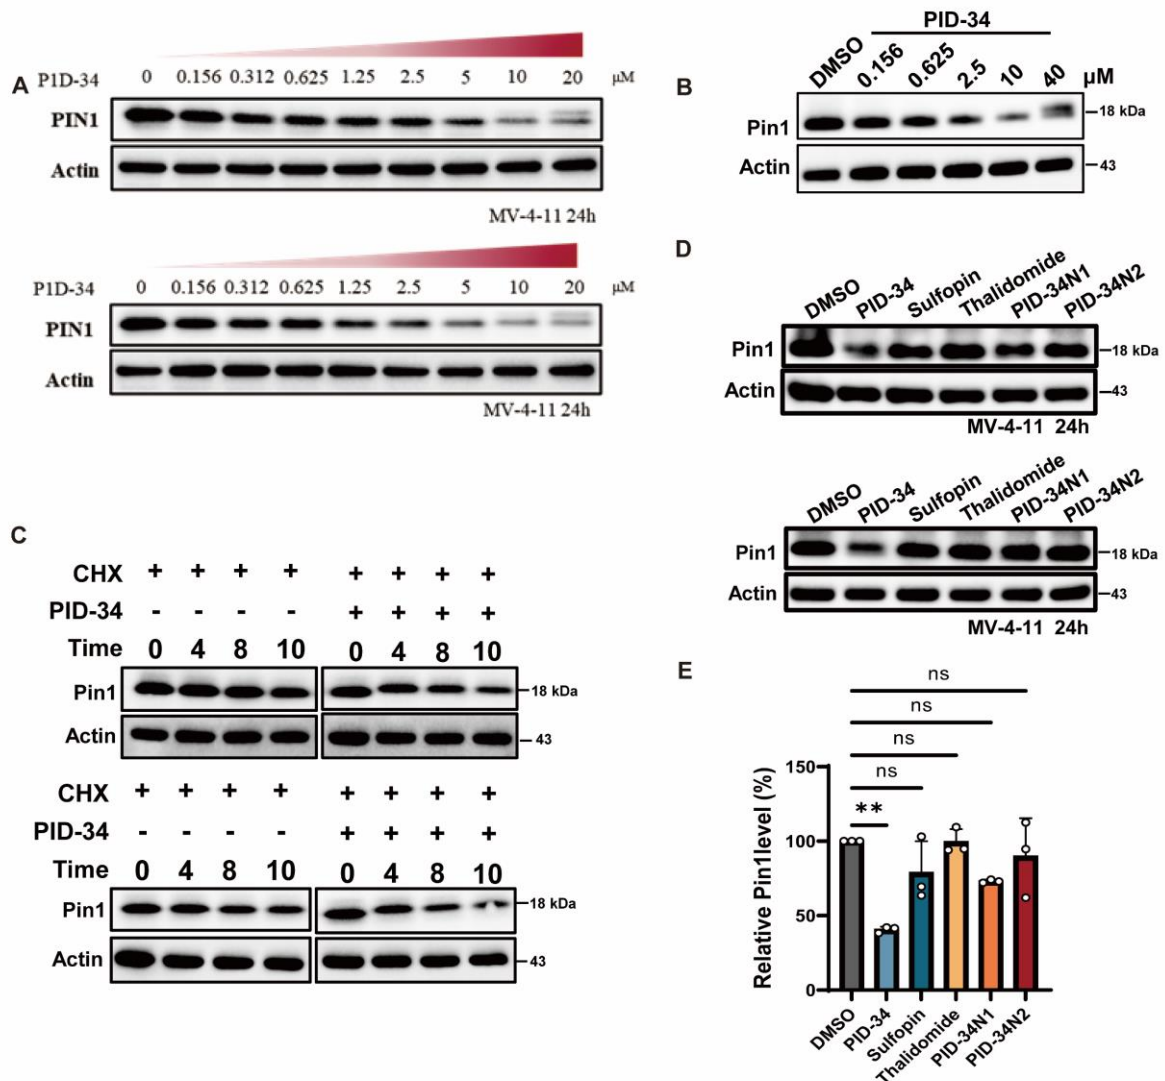 A
P1D-34 0 0.156 0.312 0.625 1.25 2.5 5 10 20 μM
PIN1
Actin
MV-4-11 24h
P1D-34 0 0.156 0.312 0.625 1.25 2.5 5 10 20 μM
PIN1
Actin
MV-4-11 24h
B
PID-34
DMSO 0.156 0.625 2.5 10 40 μM
Pin1 18 kDa
Actin 43
C
CHX + + + + + + + +
PID-34 - - - - + + + +
Time 0 4 8 10 0 4 8 10
Pin1 18 kDa
Actin 43
CHX + + + + + + + +
PID-34 - - - - + + + +
Time 0 4 8 10 0 4 8 10
Pin1 18 kDa
Actin 43
D
DMSO PID-34 Sulfopin Thalidomide PID-34N1 PID-34N2
Pin1 18 kDa
Actin 43
MV-4-11 24h
DMSO PID-34 Sulfopin Thalidomide PID-34N1 PID-34N2
Pin1 18 kDa
Actin 43
MV-4-11 24h
E
ns
ns
ns
ns
**
Relative Pin1level (%)
150
100
50
0
DMSO PID-34 Sulfopin Thalidomide PID-34N1 PID-34N2